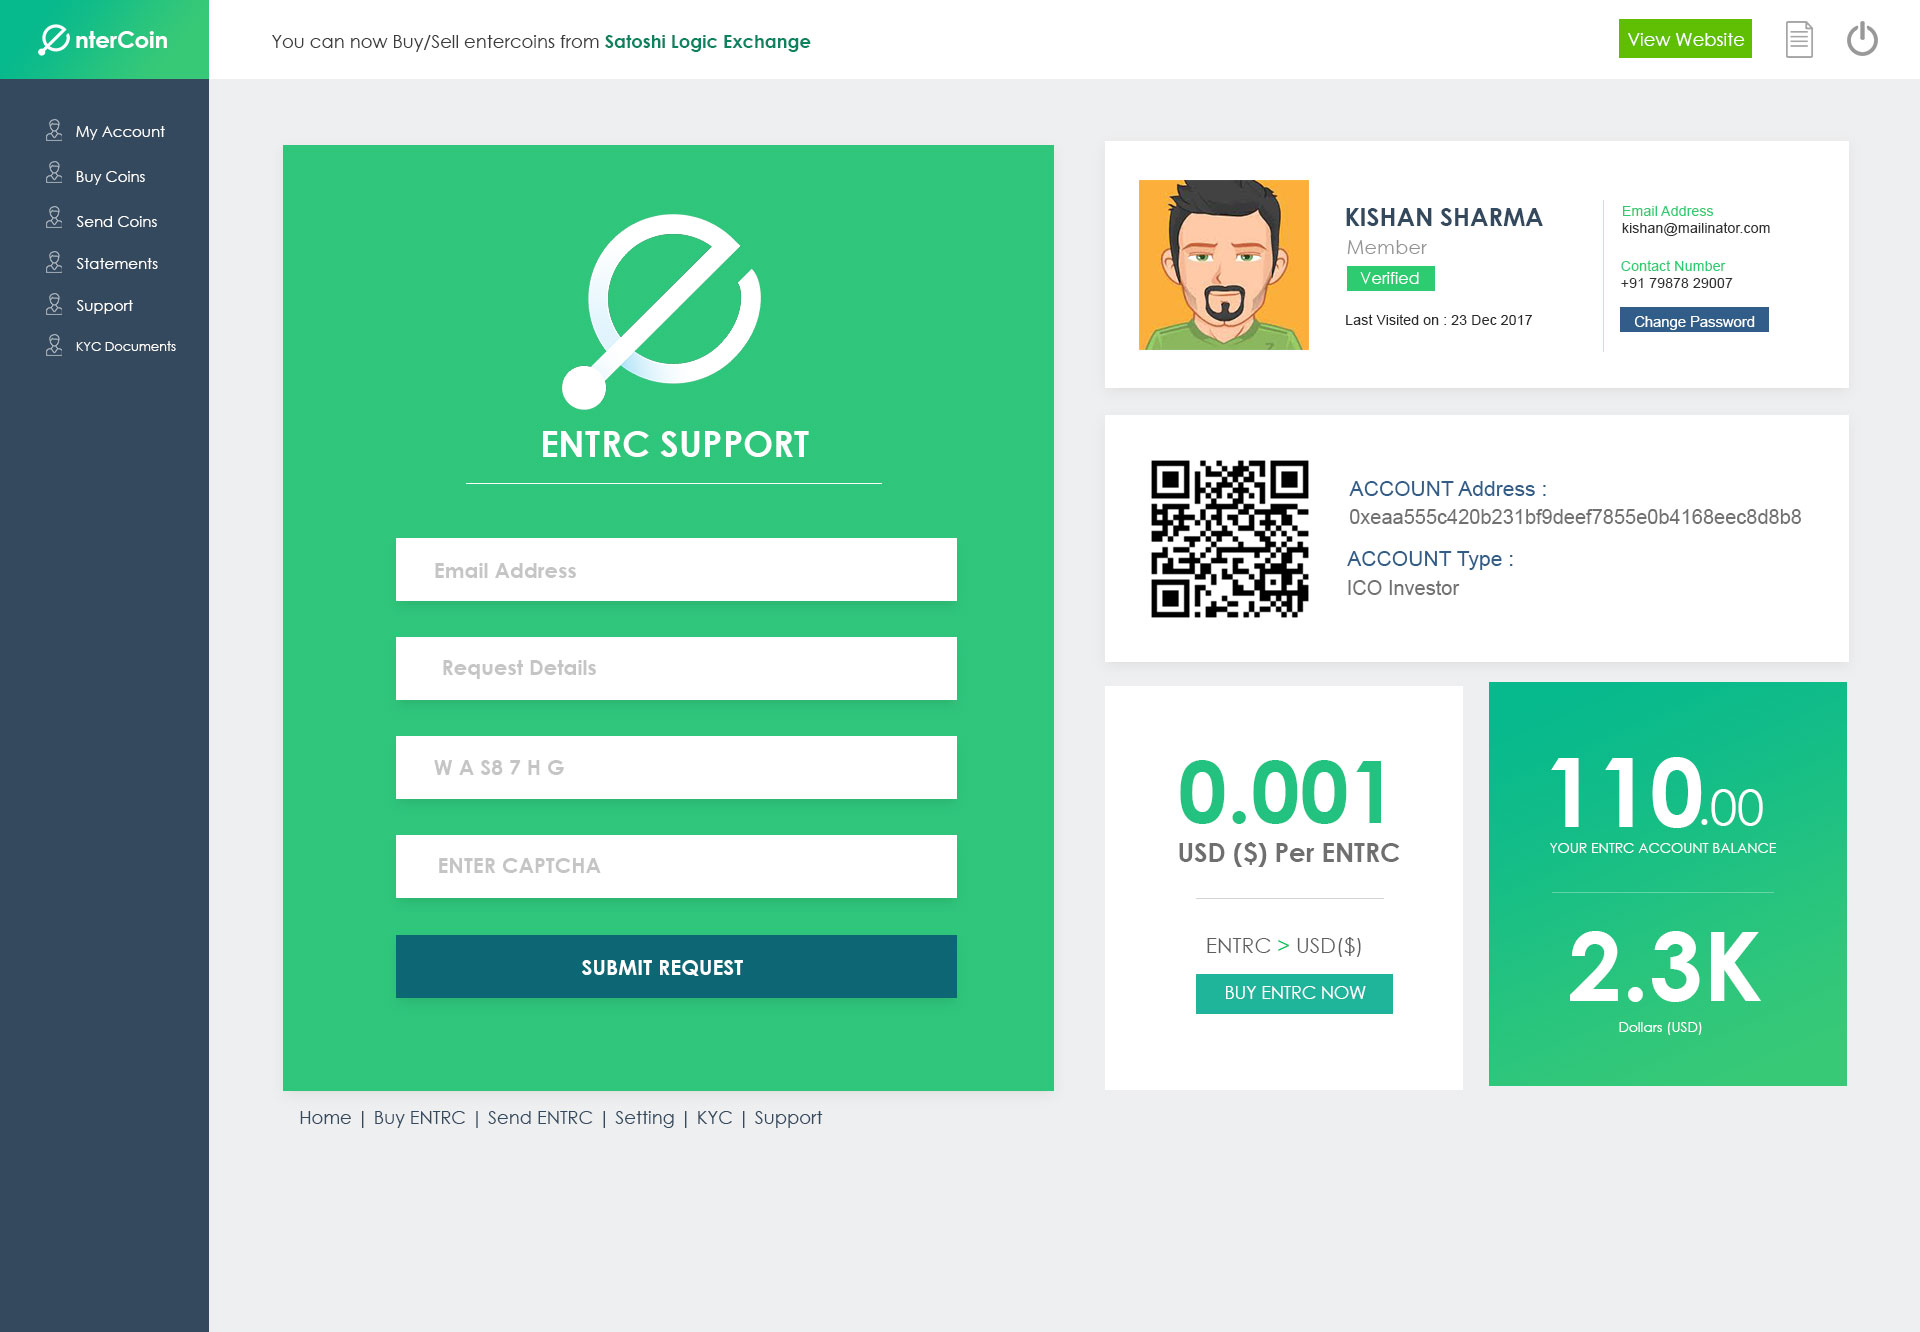 nterCoin
You can now Buy/Sell entercoins from Satoshi Logic Exchange
View Website
My Account
Buy Coins
Send Coins
Statements
Support
KYC Documents
ENTRC SUPPORT
Email Address
Request Details
W A S8 7 H G
ENTER CAPTCHA
SUBMIT REQUEST
Home | Buy ENTRC | Send ENTRC | Setting | KYC | Support
KISHAN SHARMA
Member
Verified
Last Visited on : 23 Dec 2017
Email Address
kishan@mailinator.com
Contact Number
+91 79878 29007
Change Password
ACCOUNT Address :
0xeaa555c420b231bf9deef7855e0b4168eec8d8b8
ACCOUNT Type :
ICO Investor
0.001
USD ($) Per ENTRC
ENTRC > USD($)
BUY ENTRC NOW
110.00
YOUR ENTRC ACCOUNT BALANCE
2.3K
Dollars (USD)